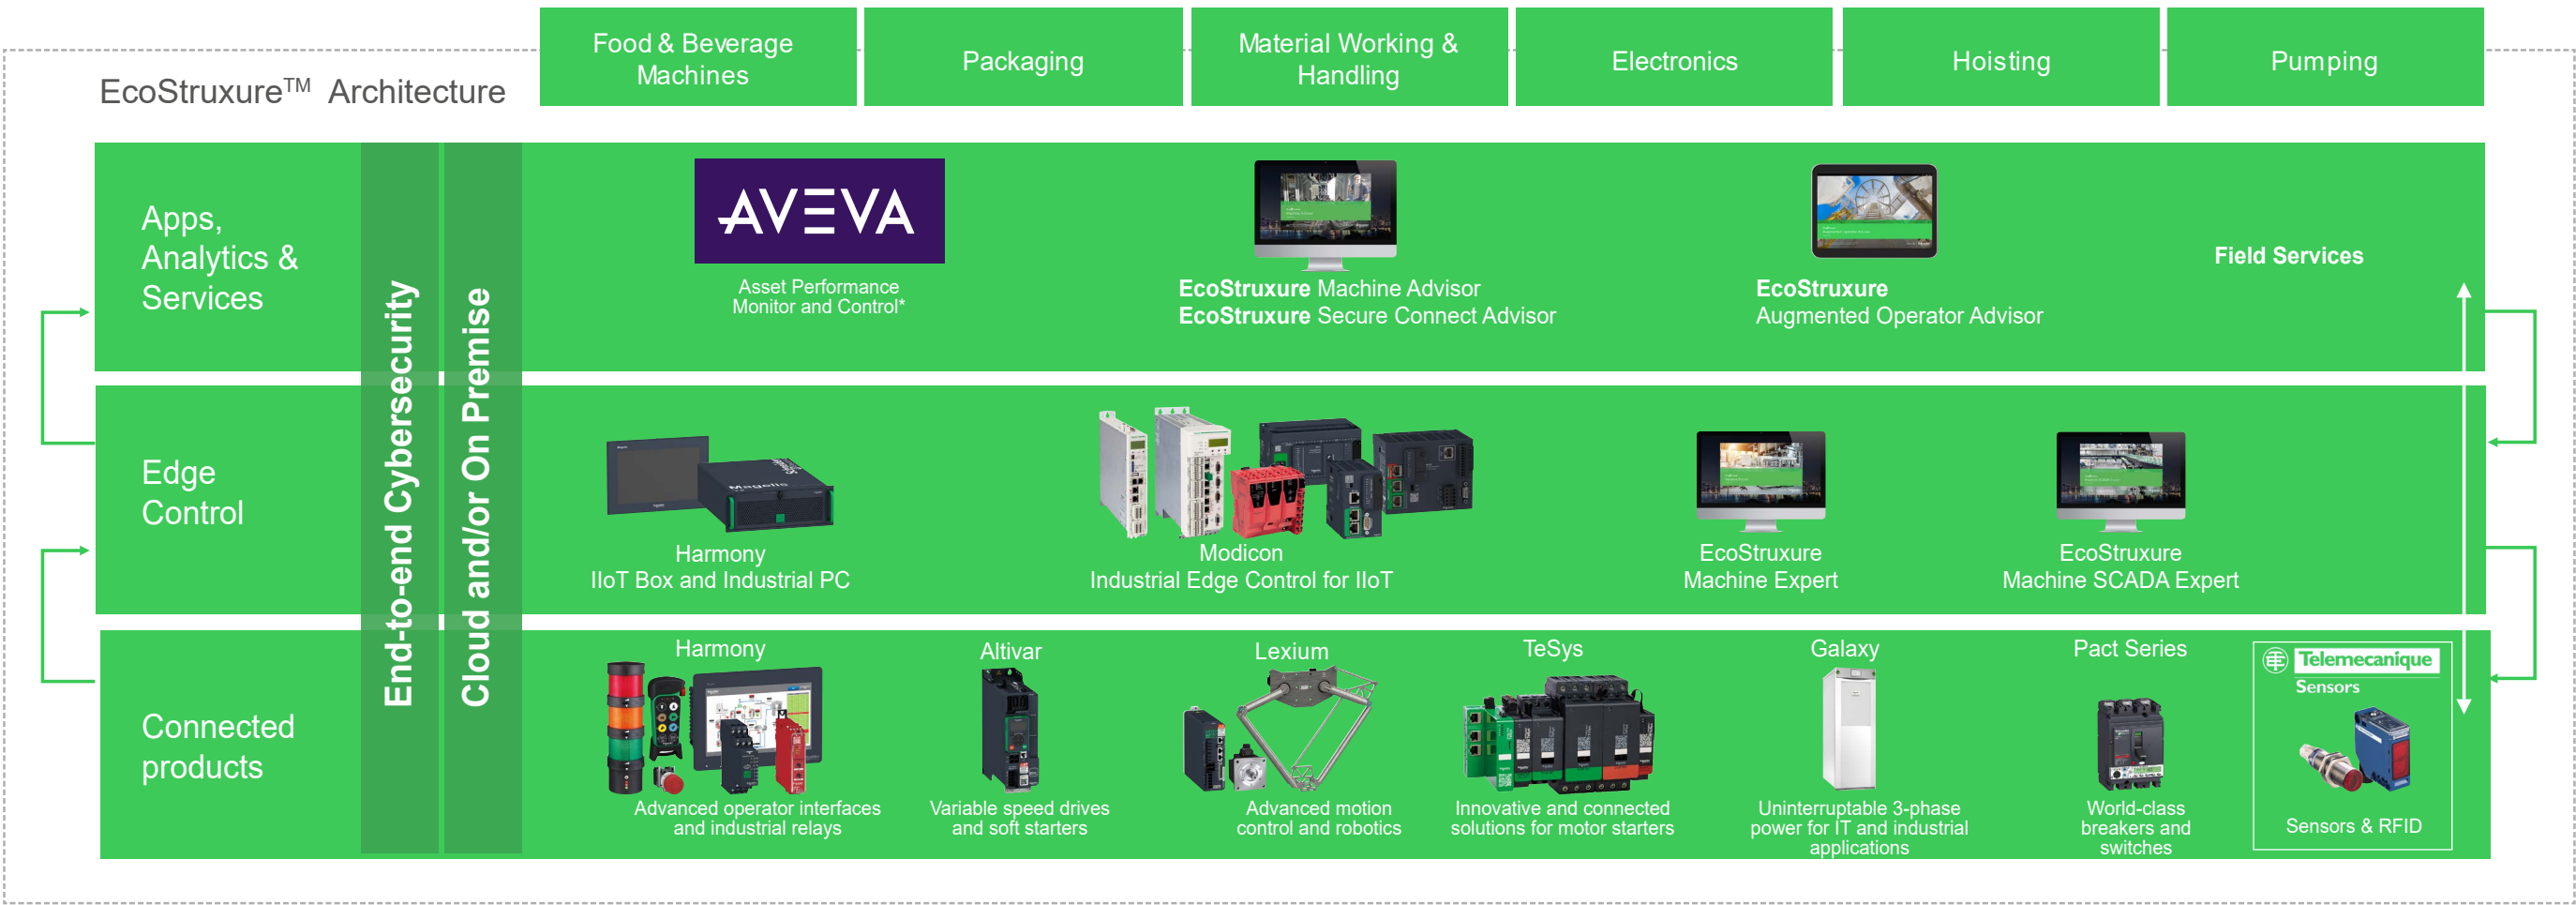 Food & Beverage
Machines
Packaging
Material Working &
Handling
Electronics
Hoisting
Pumping
EcoStruxure™ Architecture
Apps,
Analytics &
Services
End-to-end Cybersecurity
Cloud and/or On Premise
AVEVA
Asset Performance
Monitor and Control*
EcoStruxure Machine Advisor
EcoStruxure Secure Connect Advisor
EcoStruxure
Augmented Operator Advisor
Field Services
Edge
Control
Magelis
Harmony
IIoT Box and Industrial PC
Modicon
Industrial Edge Control for IIoT
EcoStruxure
Machine Expert
EcoStruxure
Machine SCADA Expert
Connected
products
Harmony
Advanced operator interfaces
and industrial relays
Altivar
Variable speed drives
and soft starters
Lexium
Advanced motion
control and robotics
TeSys
Innovative and connected
solutions for motor starters
Galaxy
Uninterruptable 3-phase
power for IT and industrial
applications
Pact Series
World-class
breakers and
switches
Telemecanique
Sensors
Sensors & RFID